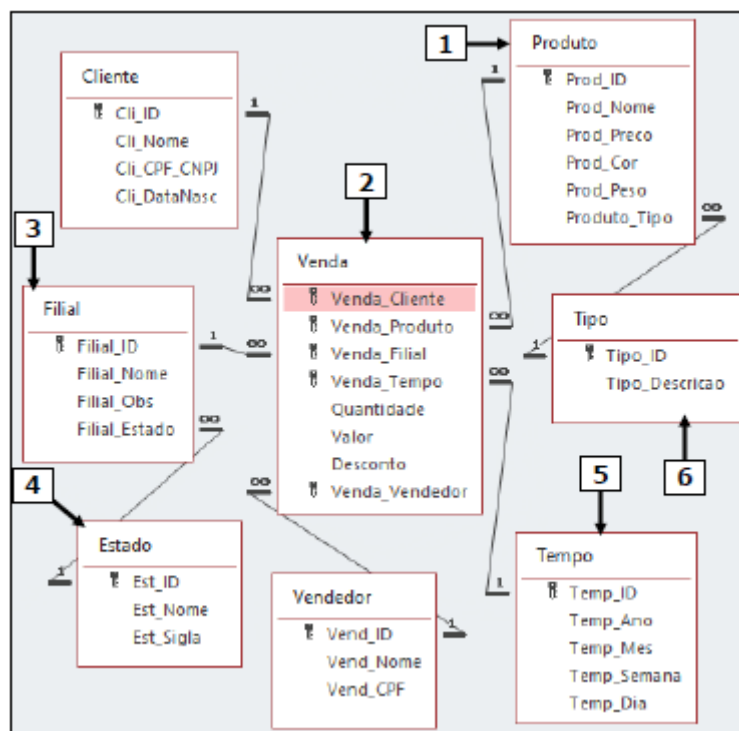 1
Produto
Prod_ID
Prod_Nome
Prod_Preco
Prod_Cor
Prod_Peso
Produto_Tipo
1
∞
Cliente
Cli_ID
Cli_Nome
Cli_CPF_CNPJ
Cli_DataNasc
1
∞
2
Venda
Venda_Cliente
Venda_Produto
Venda_Filial
Venda_Tempo
Quantidade
Valor
Desconto
Venda_Vendedor
∞
∞
∞
∞
3
Filial
Filial_ID
Filial_Nome
Filial_Obs
Filial_Estado
1
∞
Tipo
Tipo_ID
Tipo_Descricao
1
6
4
Estado
Est_ID
Est_Nome
Est_Sigla
1
Vendedor
Vend_ID
Vend_Nome
Vend_CPF
1
5
Tempo
Temp_ID
Temp_Ano
Temp_Mes
Temp_Semana
Temp_Dia
1